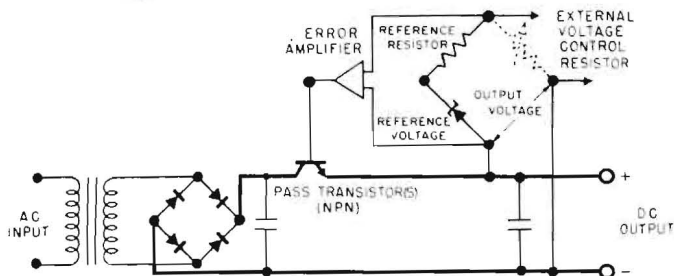 ERROR
AMPLIFIER
REFERENCE
RESISTOR
EXTERNAL
VOLTAGE
CONTROL
RESISTOR
OUTPUT
VOLTAGE
REFERENCE
VOLTAGE
PASS TRANSISTOR(S)
(NPN)
AC
INPUT
+
DC
OUTPUT
-